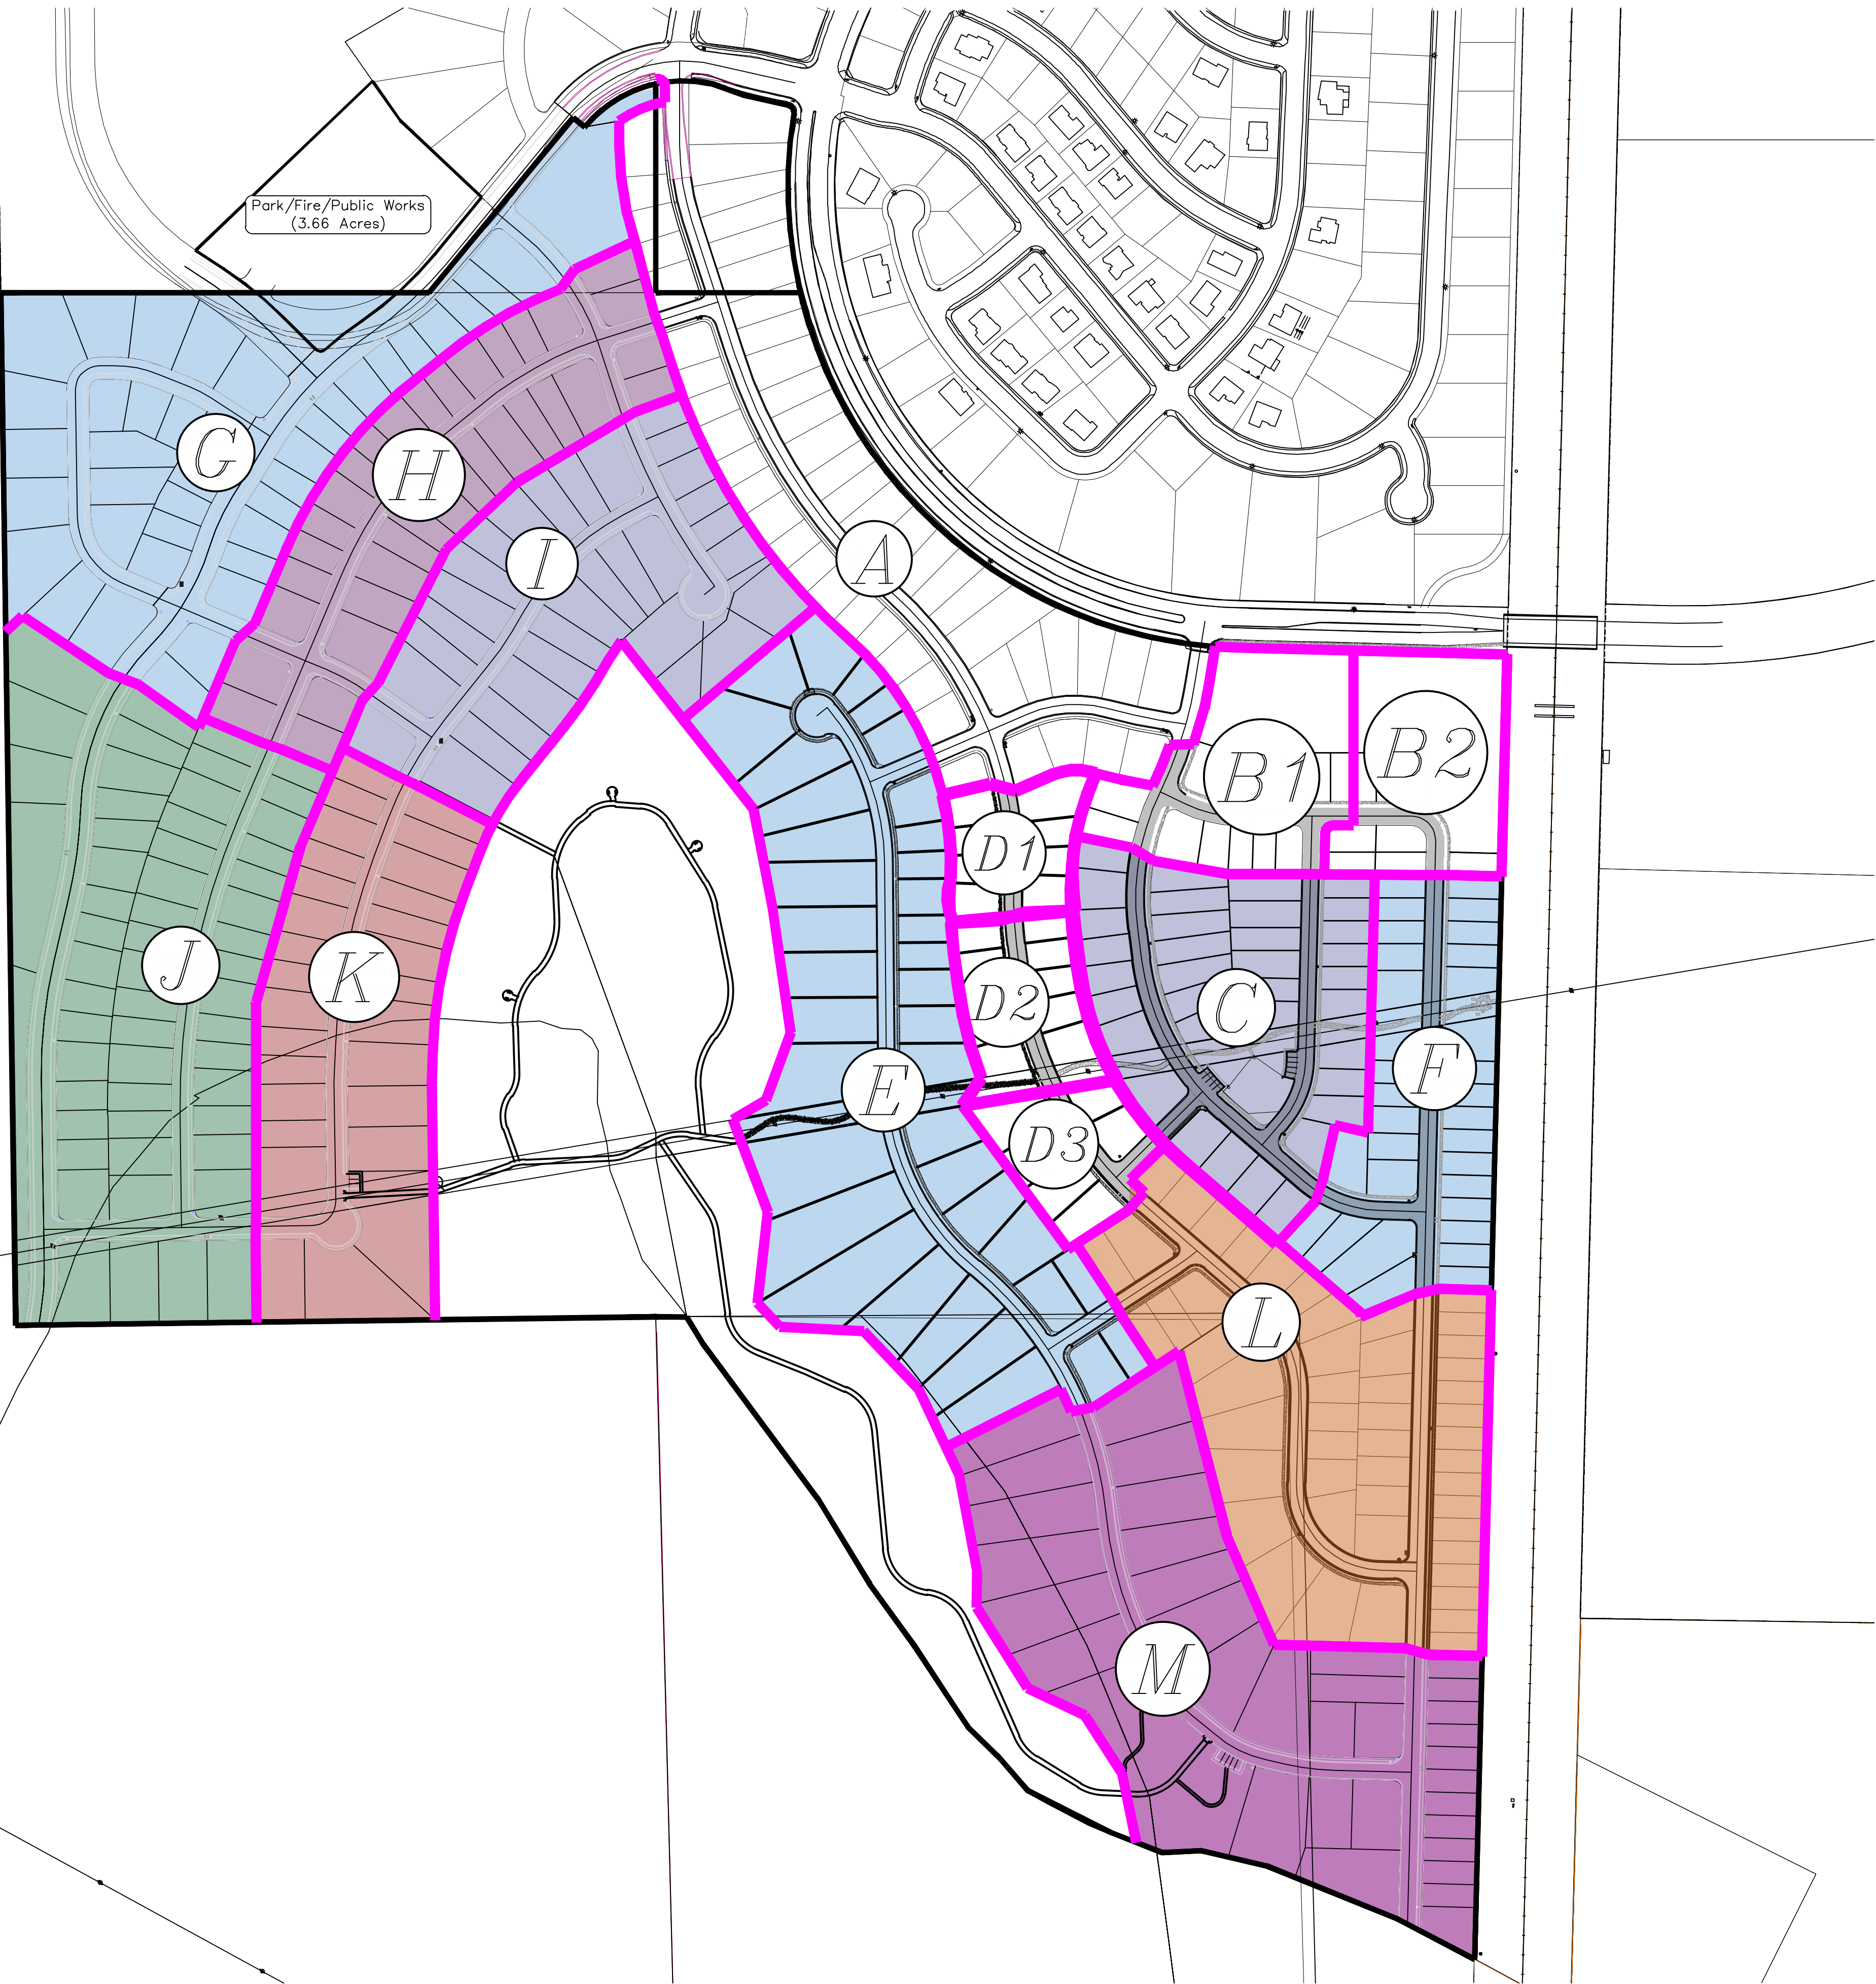 Park/Fire/Public Works
(3.66 Acres)
G
H
I
A
B1
B2
D1
J
K
D2
C
E
F
D3
L
M